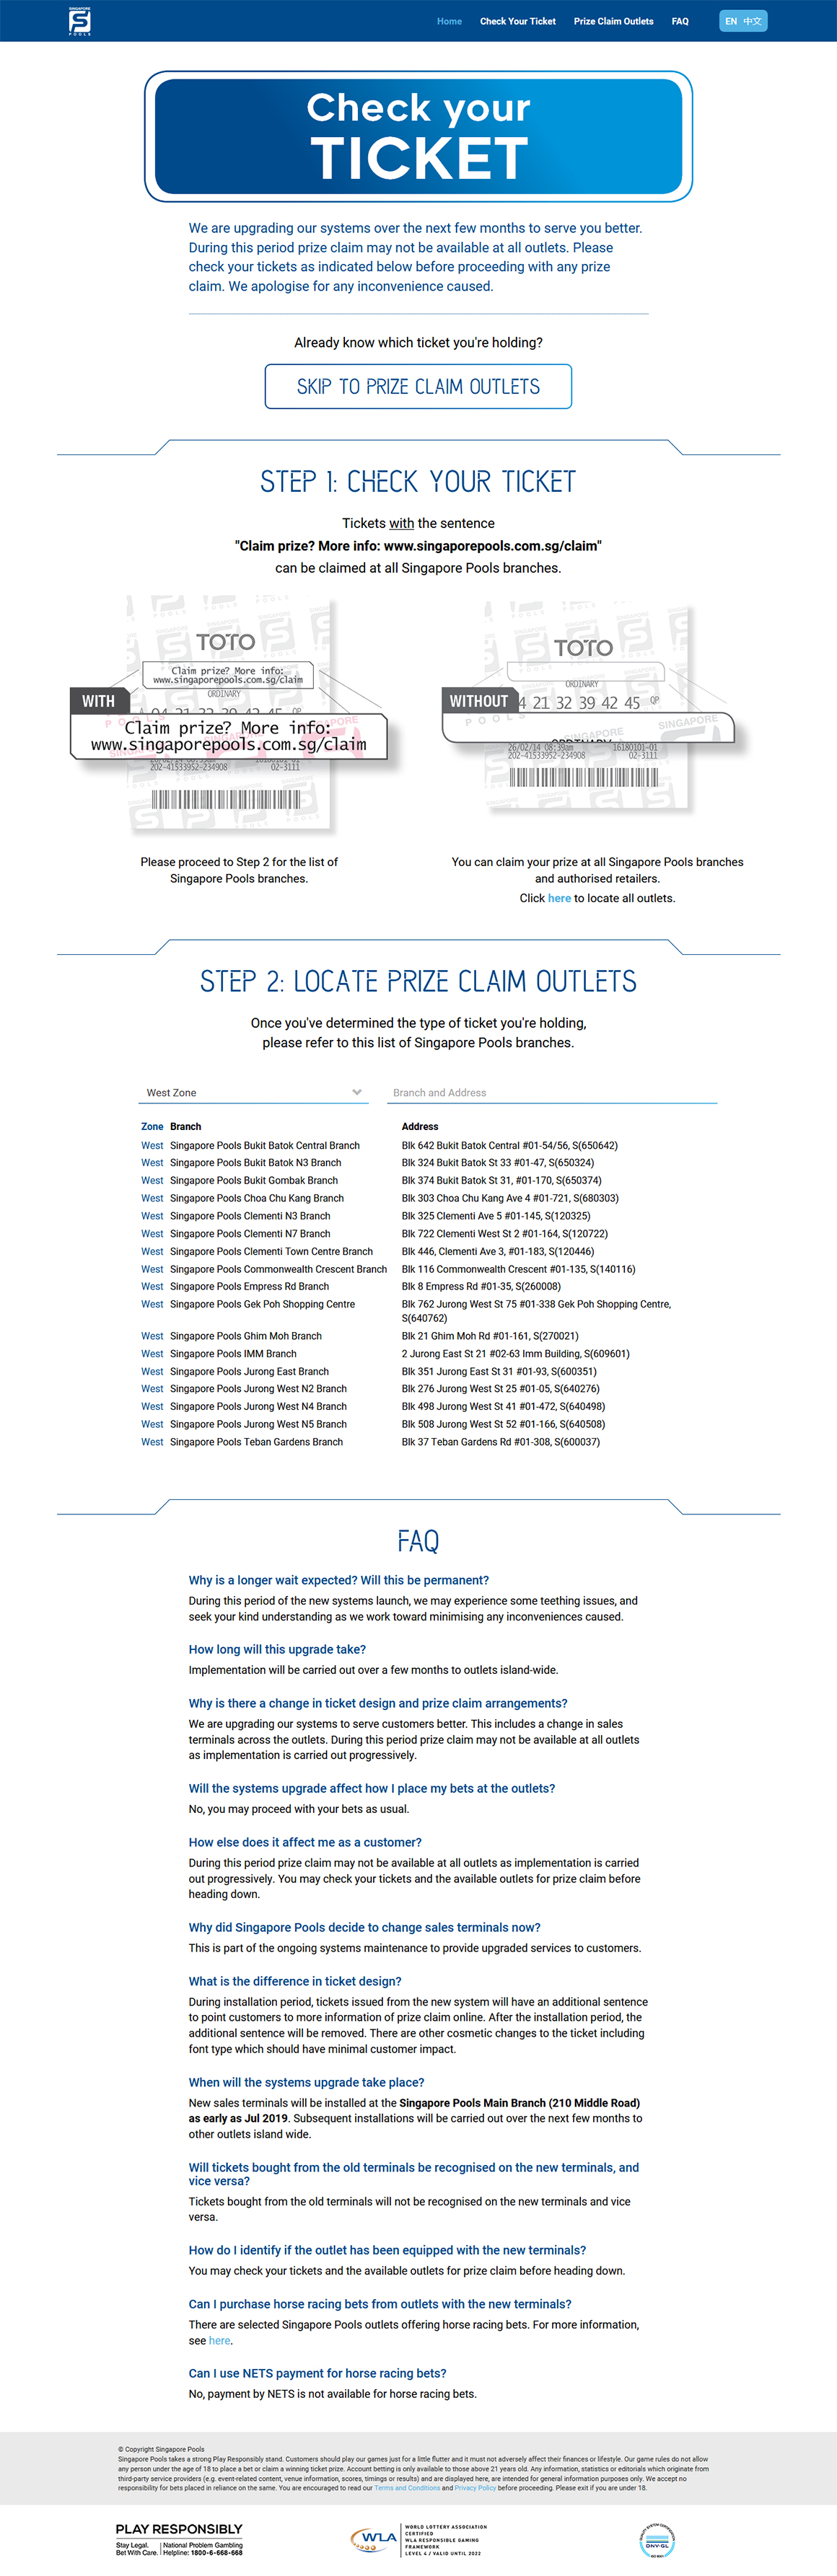 SINGAPORE
S
POOLS
Home Check Your Ticket Prize Claim Outlets FAQ EN 中文
Check your
TICKET
We are upgrading our systems over the next few months to serve you better.
During this period prize claim may not be available at all outlets. Please
check your tickets as indicated below before proceeding with any prize
claim. We apologise for any inconvenience caused.
Already know which ticket you're holding?
SKIP TO PRIZE CLAIM OUTLETS
STEP 1: CHECK YOUR TICKET
Tickets with the sentence
"Claim prize? More info: www.singaporepools.com.sg/claim"
can be claimed at all Singapore Pools branches.
TOTO
Claim prize? More info:
www.singaporepools.com.sg/claim
ORDINARY
WITH
Claim prize? More info:
www.singaporepools.com.sg/claim
202-41533952-234908 02-3111
TOTO
ORDINARY
WITHOUT
4 21 32 39 42 45 QP
26/02/14 08:39am 16180101-01
202-41533952-234908 02-3111
Please proceed to Step 2 for the list of
Singapore Pools branches.
You can claim your prize at all Singapore Pools branches
and authorised retailers.
Click here to locate all outlets.
STEP 2: LOCATE PRIZE CLAIM OUTLETS
Once you've determined the type of ticket you're holding,
please refer to this list of Singapore Pools branches.
West Zone Branch and Address
Zone Branch Address
West Singapore Pools Bukit Batok Central Branch Blk 642 Bukit Batok Central #01-54/56, S(650642)
West Singapore Pools Bukit Batok N3 Branch Blk 324 Bukit Batok St 33 #01-47, S(650324)
West Singapore Pools Bukit Gombak Branch Blk 374 Bukit Batok St 31, #01-170, S(650374)
West Singapore Pools Choa Chu Kang Branch Blk 303 Choa Chu Kang Ave 4 #01-721, S(680303)
West Singapore Pools Clementi N3 Branch Blk 325 Clementi Ave 5 #01-145, S(120325)
West Singapore Pools Clementi N7 Branch Blk 722 Clementi West St 2 #01-164, S(120722)
West Singapore Pools Clementi Town Centre Branch Blk 446, Clementi Ave 3, #01-183, S(120446)
West Singapore Pools Commonwealth Crescent Branch Blk 116 Commonwealth Crescent #01-135, S(140116)
West Singapore Pools Empress Rd Branch Blk 8 Empress Rd #01-35, S(260008)
West Singapore Pools Gek Poh Shopping Centre Blk 762 Jurong West St 75 #01-338 Gek Poh Shopping Centre,
S(640762)
West Singapore Pools Ghim Moh Branch Blk 21 Ghim Moh Rd #01-161, S(270021)
West Singapore Pools IMM Branch 2 Jurong East St 21 #02-63 Imm Building, S(609601)
West Singapore Pools Jurong East Branch Blk 351 Jurong East St 31 #01-93, S(600351)
West Singapore Pools Jurong West N2 Branch Blk 276 Jurong West St 25 #01-05, S(640276)
West Singapore Pools Jurong West N4 Branch Blk 498 Jurong West St 41 #01-472, S(640498)
West Singapore Pools Jurong West N5 Branch Blk 508 Jurong West St 52 #01-166, S(640508)
West Singapore Pools Teban Gardens Branch Blk 37 Teban Gardens Rd #01-308, S(600037)
FAQ
Why is a longer wait expected? Will this be permanent?
During this period of the new systems launch, we may experience some teething issues, and
seek your kind understanding as we work toward minimising any inconveniences caused.
How long will this upgrade take?
Implementation will be carried out over a few months to outlets island-wide.
Why is there a change in ticket design and prize claim arrangements?
We are upgrading our systems to serve customers better. This includes a change in sales
terminals across the outlets. During this period prize claim may not be available at all outlets
as implementation is carried out progressively.
Will the systems upgrade affect how I place my bets at the outlets?
No, you may proceed with your bets as usual.
How else does it affect me as a customer?
During this period prize claim may not be available at all outlets as implementation is carried
out progressively. You may check your tickets and the available outlets for prize claim before
heading down.
Why did Singapore Pools decide to change sales terminals now?
This is part of the ongoing systems maintenance to provide upgraded services to customers.
What is the difference in ticket design?
During installation period, tickets issued from the new system will have an additional sentence
to point customers to more information of prize claim online. After the installation period, the
additional sentence will be removed. There are other cosmetic changes to the ticket including
font type which should have minimal customer impact.
When will the systems upgrade take place?
New sales terminals will be installed at the Singapore Pools Main Branch (210 Middle Road)
as early as Jul 2019. Subsequent installations will be carried out over the next few months to
other outlets island wide.
Will tickets bought from the old terminals be recognised on the new terminals, and
vice versa?
Tickets bought from the old terminals will not be recognised on the new terminals and vice
versa.
How do I identify if the outlet has been equipped with the new terminals?
You may check your tickets and the available outlets for prize claim before heading down.
Can I purchase horse racing bets from outlets with the new terminals?
There are selected Singapore Pools outlets offering horse racing bets. For more information,
see here.
Can I use NETS payment for horse racing bets?
No, payment by NETS is not available for horse racing bets.
© Copyright Singapore Pools
Singapore Pools takes a strong Play Responsibly stand. Customers should play our games just for a little flutter and it must not adversely affect their finances or lifestyle. Our game rules do not allow
any person under the age of 18 to place a bet or claim a winning ticket prize. Account betting is only available to those above 21 years old. Any information, statistics or editorials which originate from
third-party service providers (e.g. event-related content, venue information, scores, timings or results) and are displayed here, are intended for general information purposes only. We accept no
responsibility for bets placed in reliance on the same. You are encouraged to read our Terms and Conditions and Privacy Policy before proceeding. Please exit if you are under 18.
PLAY RESPONSIBLY
Stay Legal. National Problem Gambling
Bet With Care. Helpline: 1800-6-668-668
WLA
WORLD LOTTERY ASSOCIATION
CERTIFIED
WLA RESPONSIBLE GAMING
FRAMEWORK
LEVEL 4 / VALID UNTIL 2022
DNV·GL